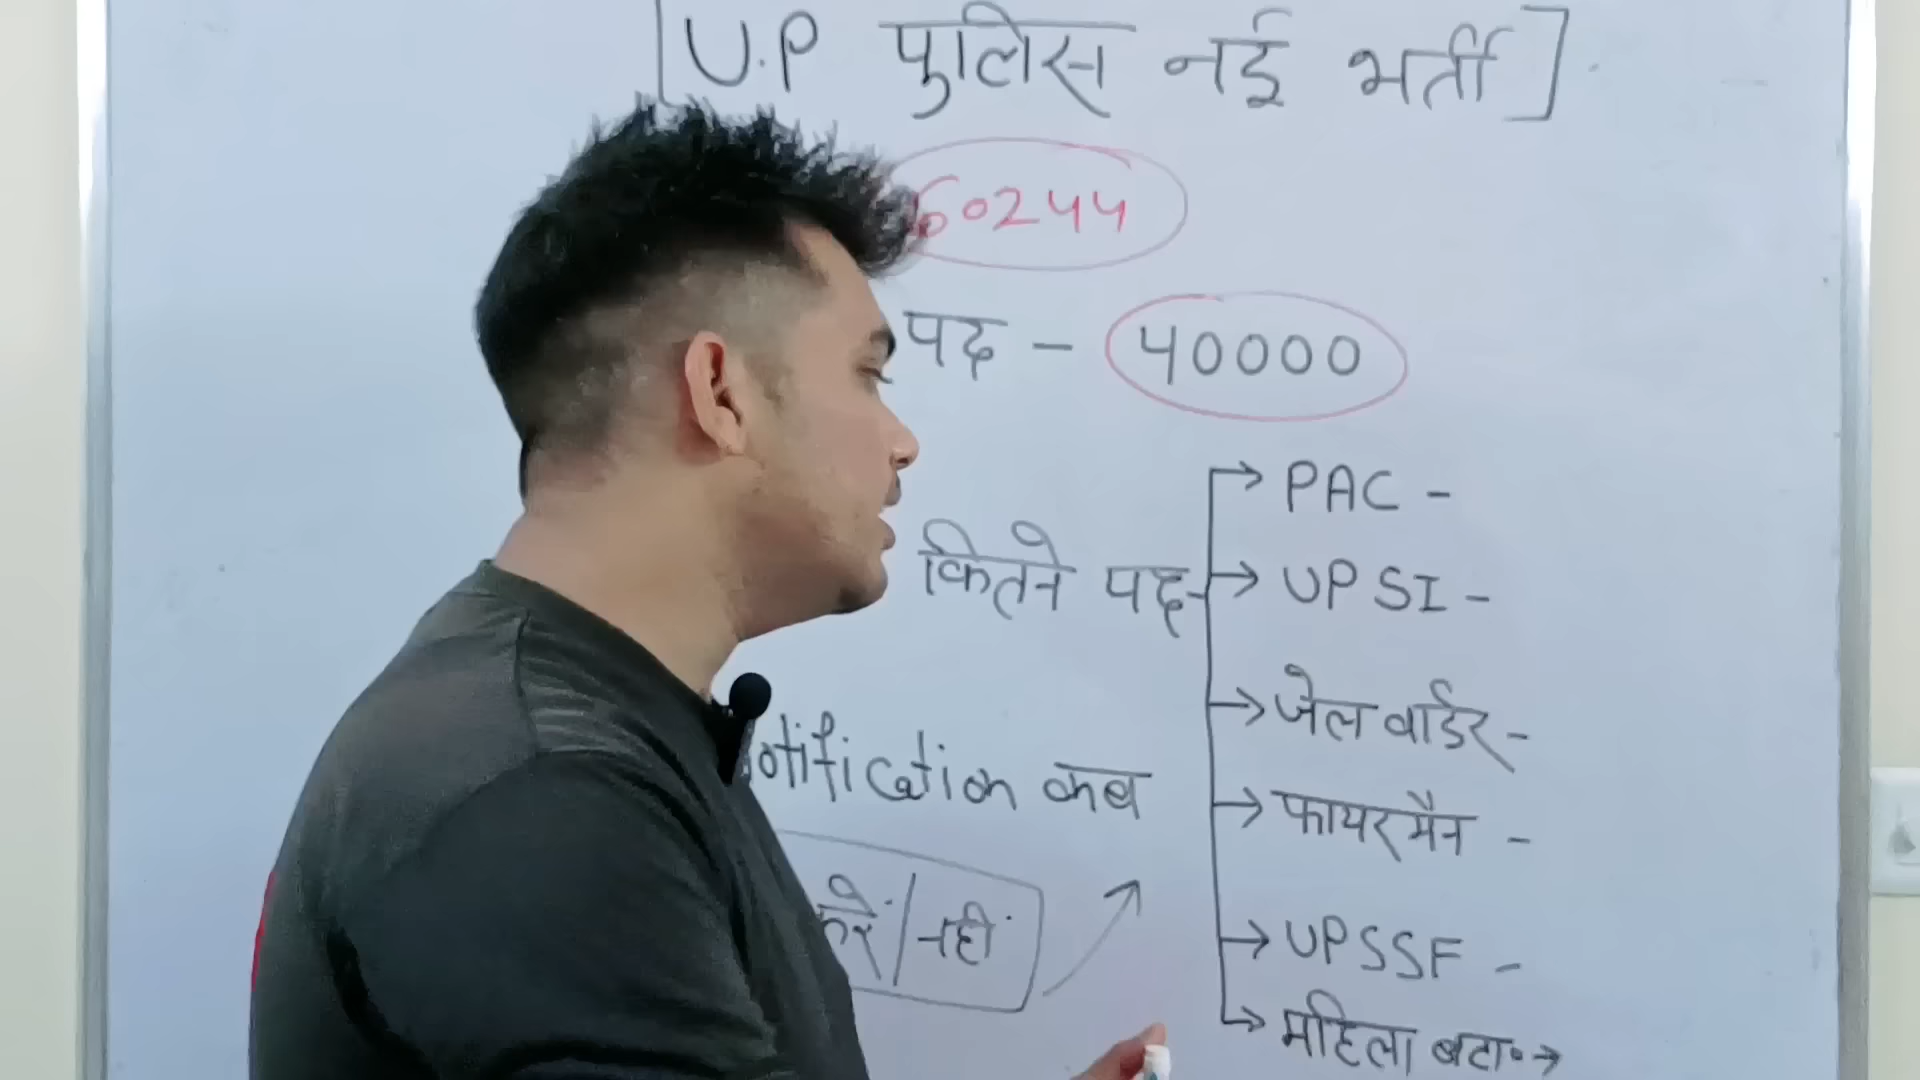 [U.P पुलिस नई भर्ती]
60244
पद - 40000
कितने पद -
→ PAC -
→ UP SI -
→ जेल वार्डर -
→ फायरमैन -
→ UPSSF -
→ महिला बटा० →
Notification कब
करें / नहीं